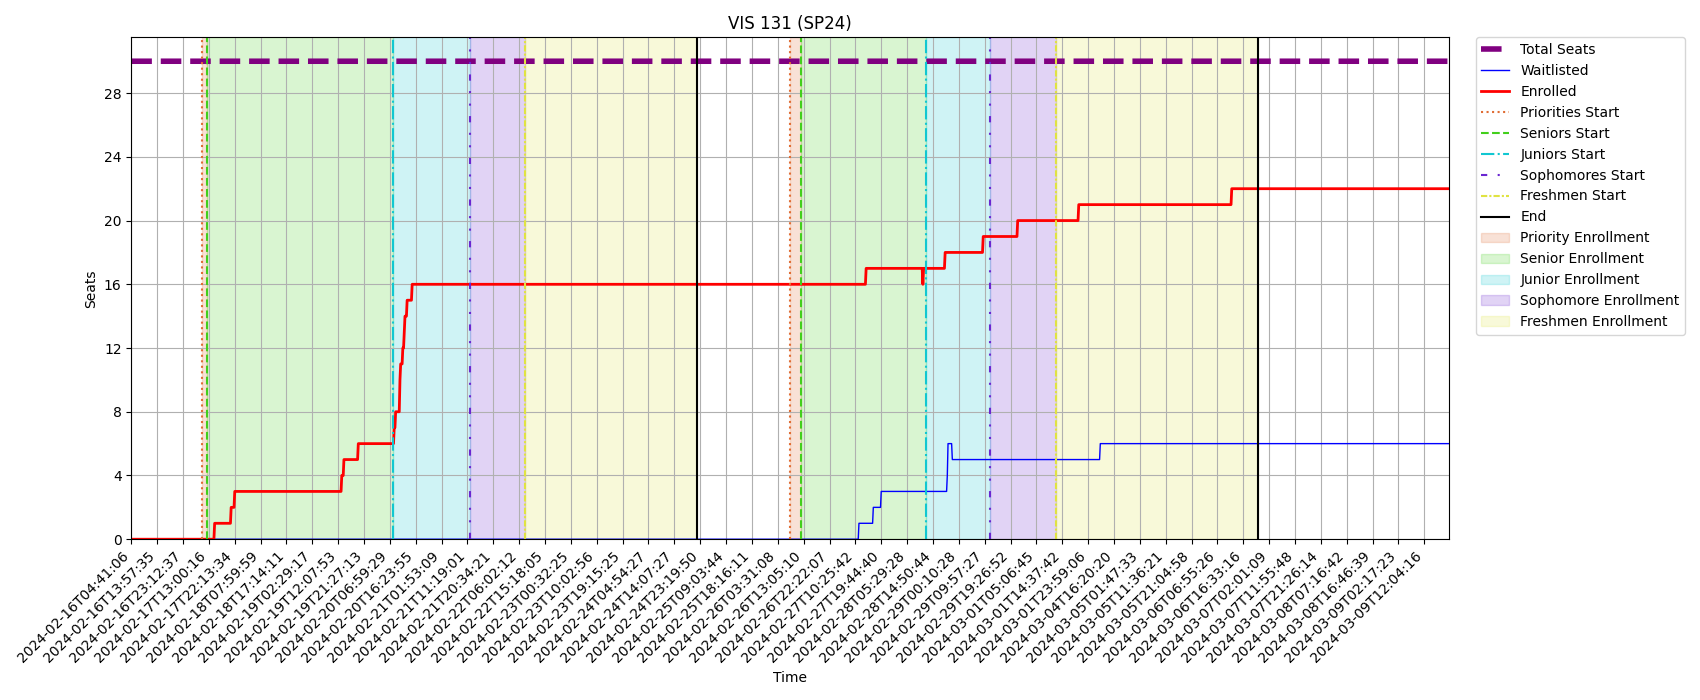 VIS 131 (SP24)
Total Seats
Waitlisted
Enrolled
Priorities Start
Seniors Start
Juniors Start
Sophomores Start
Freshmen Start
End
Priority Enrollment
Senior Enrollment
Junior Enrollment
Sophomore Enrollment
Freshmen Enrollment
Seats
28
24
20
16
12
8
4
0
2024-02-16T04:41:06
2024-02-16T13:57:35
2024-02-16T23:12:37
2024-02-17T13:00:16
2024-02-17T22:13:34
2024-02-18T07:59:59
2024-02-18T17:14:11
2024-02-19T02:29:17
2024-02-19T12:07:53
2024-02-19T21:27:13
2024-02-20T06:59:29
2024-02-20T16:23:55
2024-02-21T01:53:09
2024-02-21T11:19:01
2024-02-21T20:34:21
2024-02-22T06:02:12
2024-02-22T15:18:05
2024-02-23T00:32:25
2024-02-23T10:02:56
2024-02-23T19:15:25
2024-02-24T04:54:27
2024-02-24T14:07:27
2024-02-24T23:19:50
2024-02-25T09:03:44
2024-02-25T18:16:11
2024-02-26T03:31:08
2024-02-26T13:05:10
2024-02-26T22:22:07
2024-02-27T10:25:42
2024-02-27T19:44:40
2024-02-28T05:29:28
2024-02-28T14:50:44
2024-02-29T00:10:28
2024-02-29T09:57:27
2024-02-29T19:26:52
2024-03-01T05:06:45
2024-03-01T14:37:42
2024-03-01T23:59:06
2024-03-04T16:20:20
2024-03-05T01:47:33
2024-03-05T11:36:21
2024-03-05T21:04:58
2024-03-06T06:55:26
2024-03-06T16:33:16
2024-03-07T02:01:09
2024-03-07T11:55:48
2024-03-07T21:26:14
2024-03-08T07:16:42
2024-03-08T16:46:39
2024-03-09T02:17:23
2024-03-09T12:04:16
Time